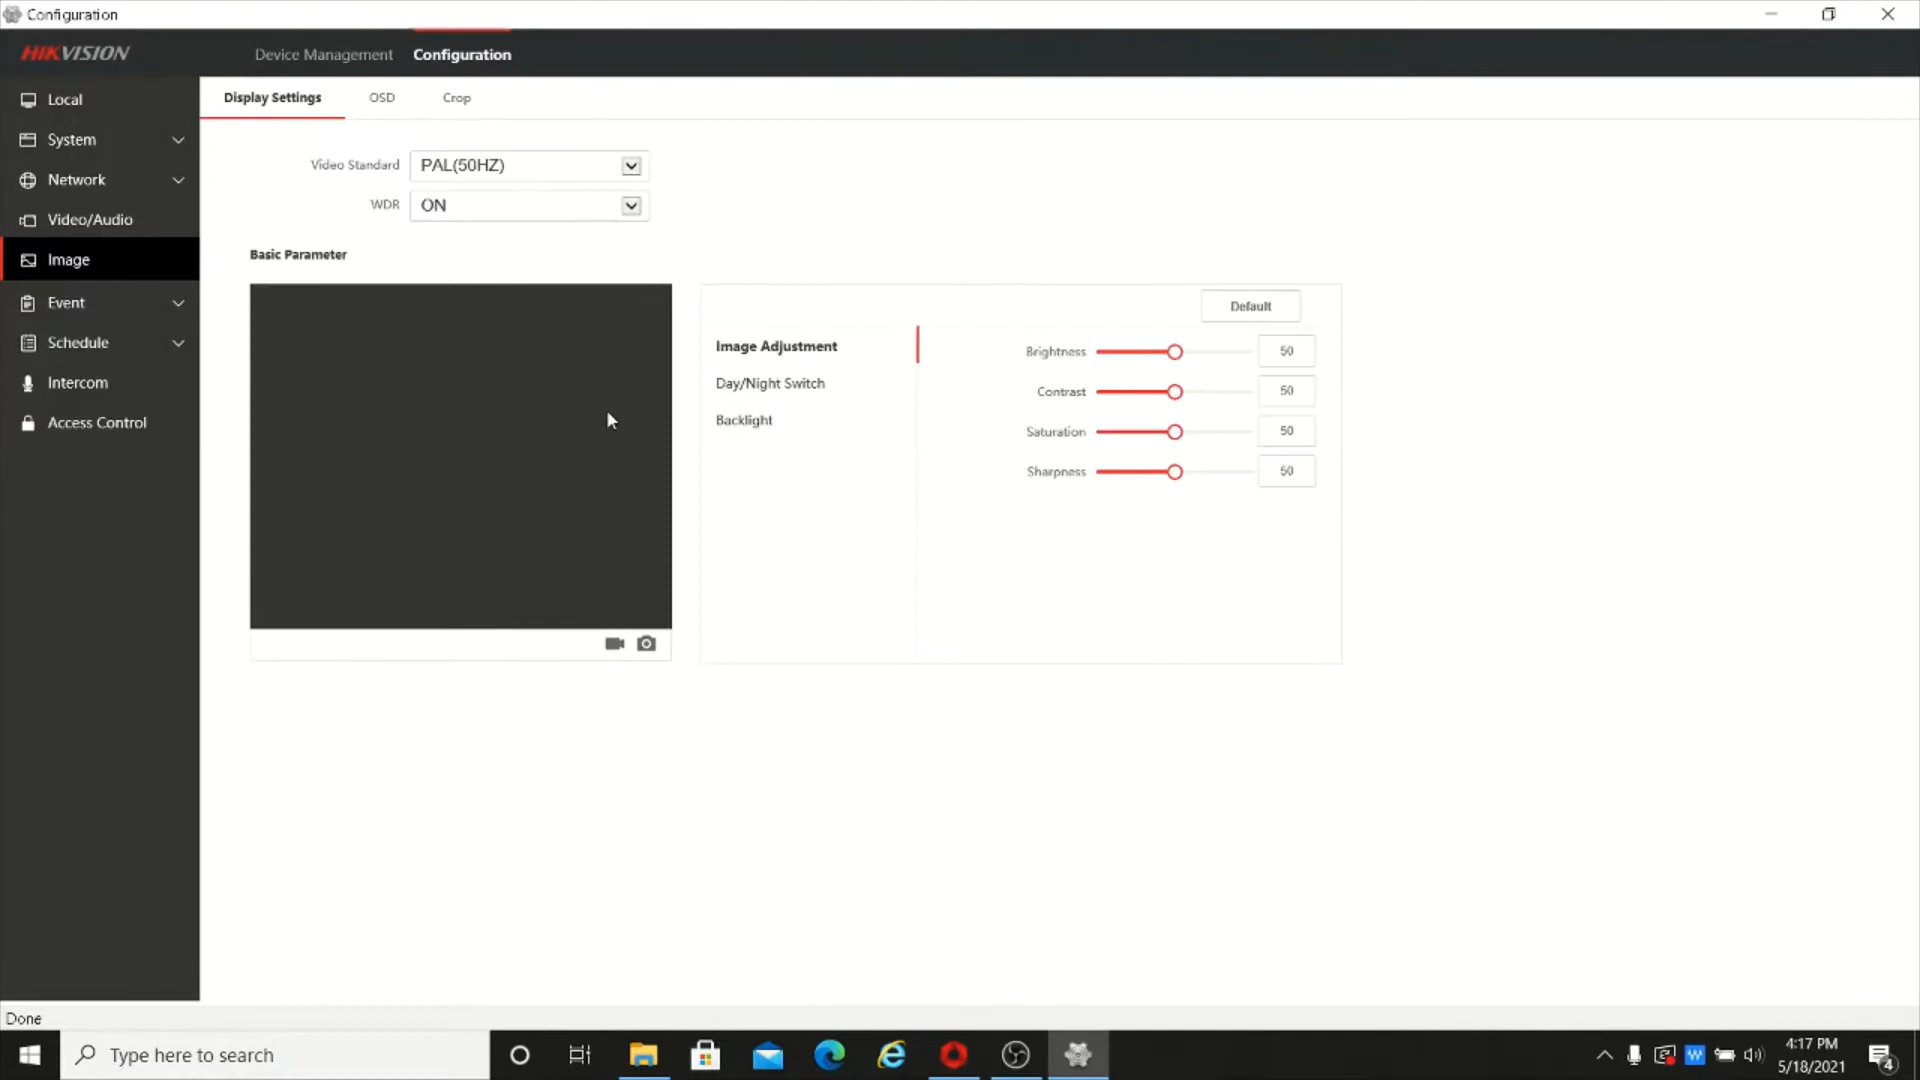 Configuration
HIKVISION
Device Management
Configuration
Local
System
Network
Video/Audio
Image
Event
Schedule
Intercom
Access Control
Display Settings
OSD
Crop
Video Standard
PAL(50HZ)
WDR
ON
Basic Parameter
Default
Image Adjustment
Day/Night Switch
Backlight
Brightness
50
Contrast
50
Saturation
50
Sharpness
50
Done
Type here to search
W
4:17 PM
5/18/2021
4